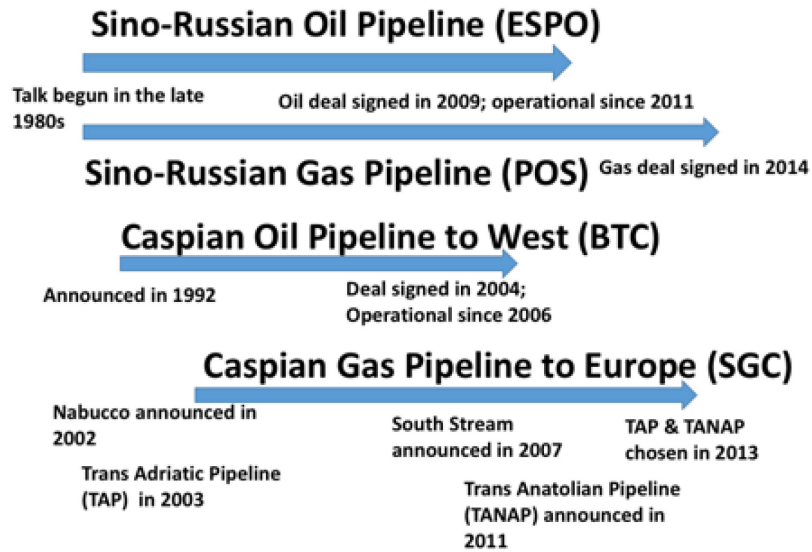 Sino-Russian Oil Pipeline (ESPO)
Talk begun in the late
1980s
Oil deal signed in 2009; operational since 2011
Sino-Russian Gas Pipeline (POS)
Gas deal signed in 2014
Caspian Oil Pipeline to West (BTC)
Announced in 1992
Deal signed in 2004;
Operational since 2006
Caspian Gas Pipeline to Europe (SGC)
Nabucco announced in
2002
South Stream
announced in 2007
TAP & TANAP
chosen in 2013
Trans Adriatic Pipeline
(TAP)  in 2003
Trans Anatolian Pipeline
(TANAP) announced in
2011